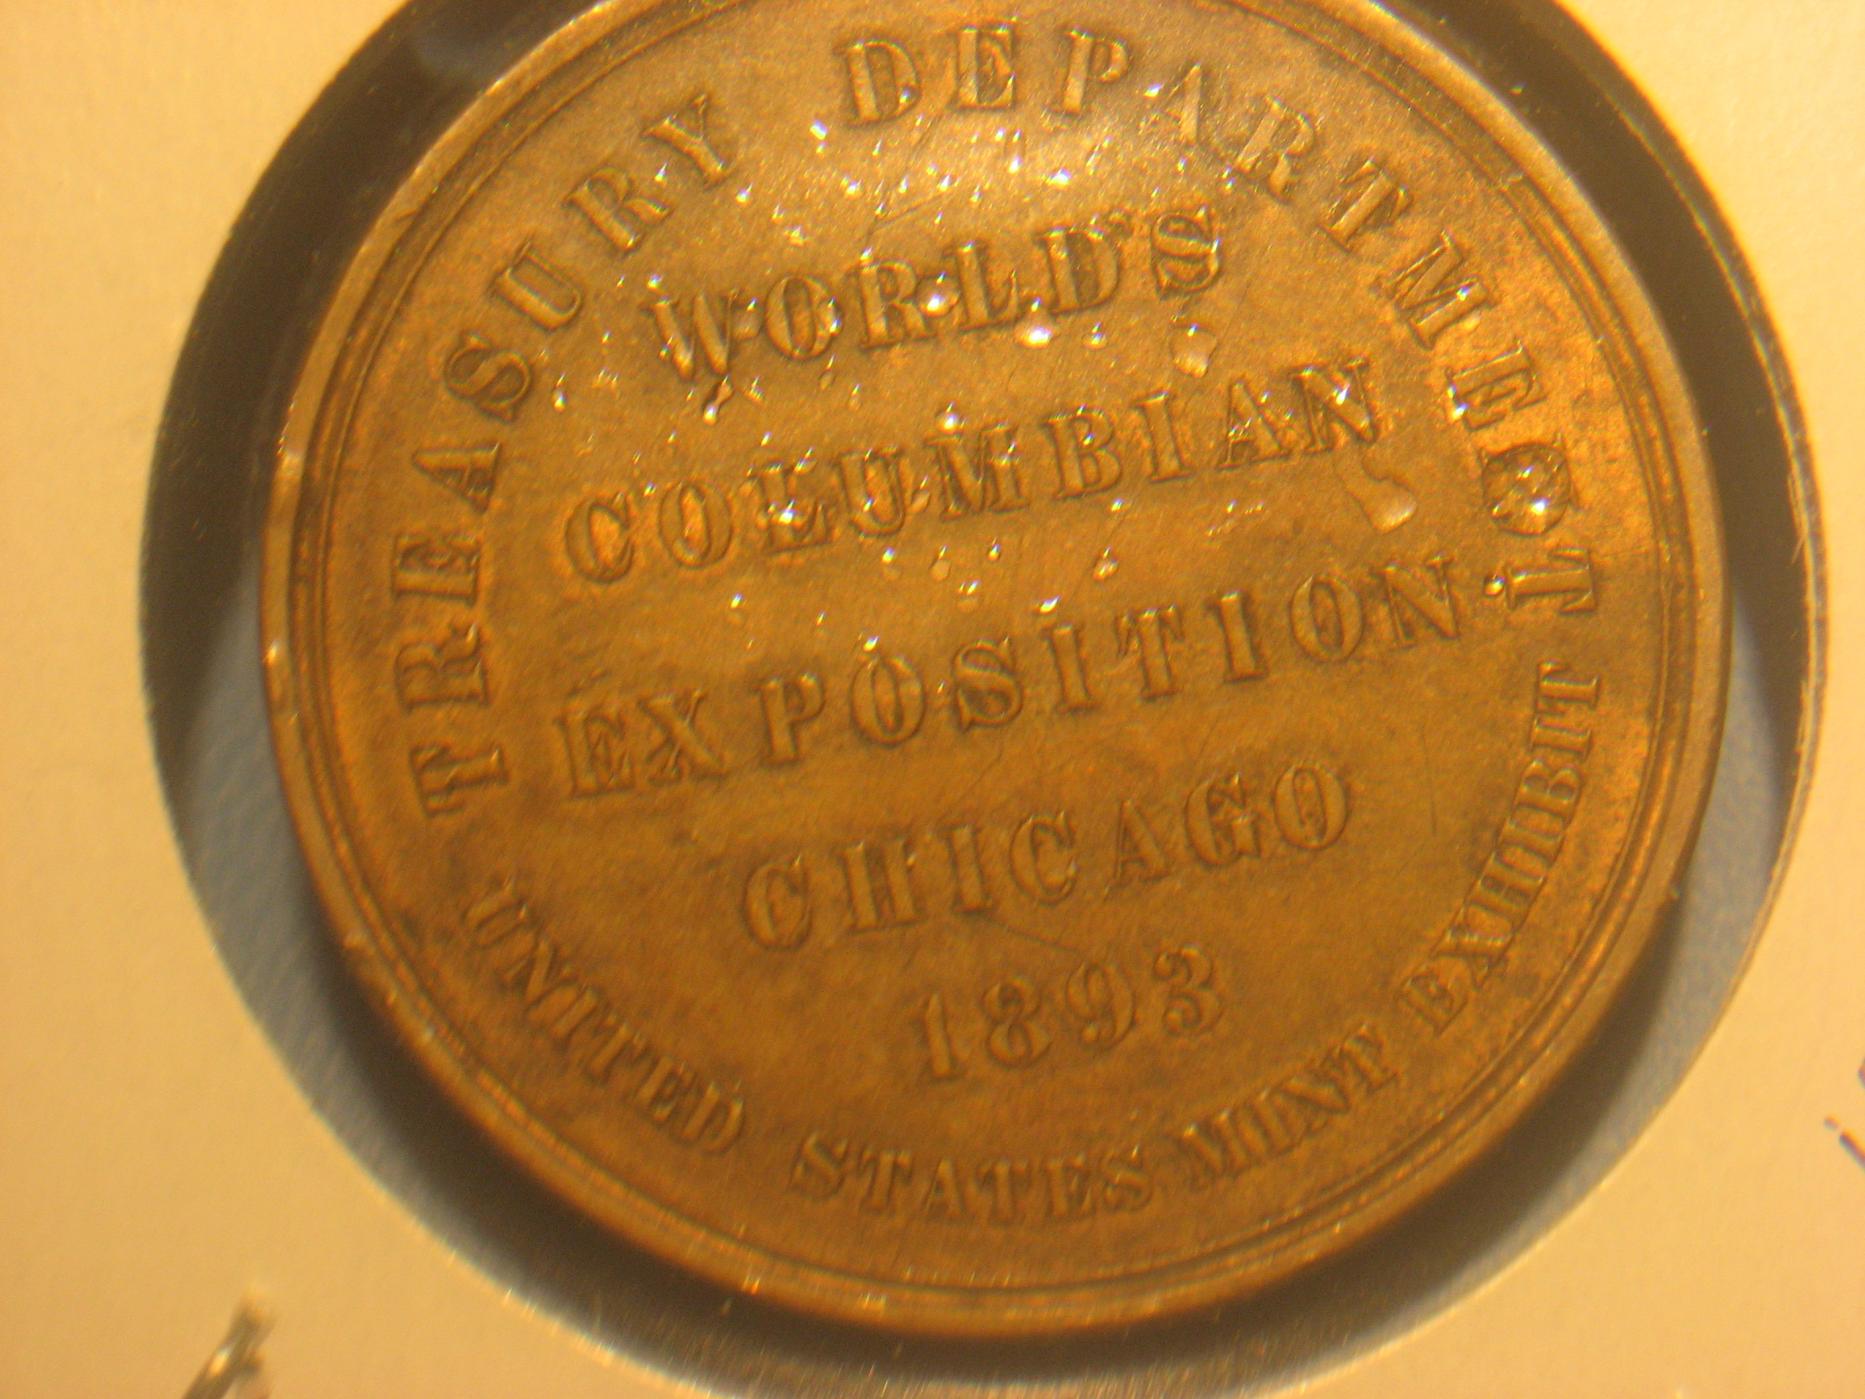 TREASURY DEPARTMENT
WORLD'S
COLUMBIAN
EXPOSITION
CHICAGO
1893
UNITED STATES MINT EXHIBIT